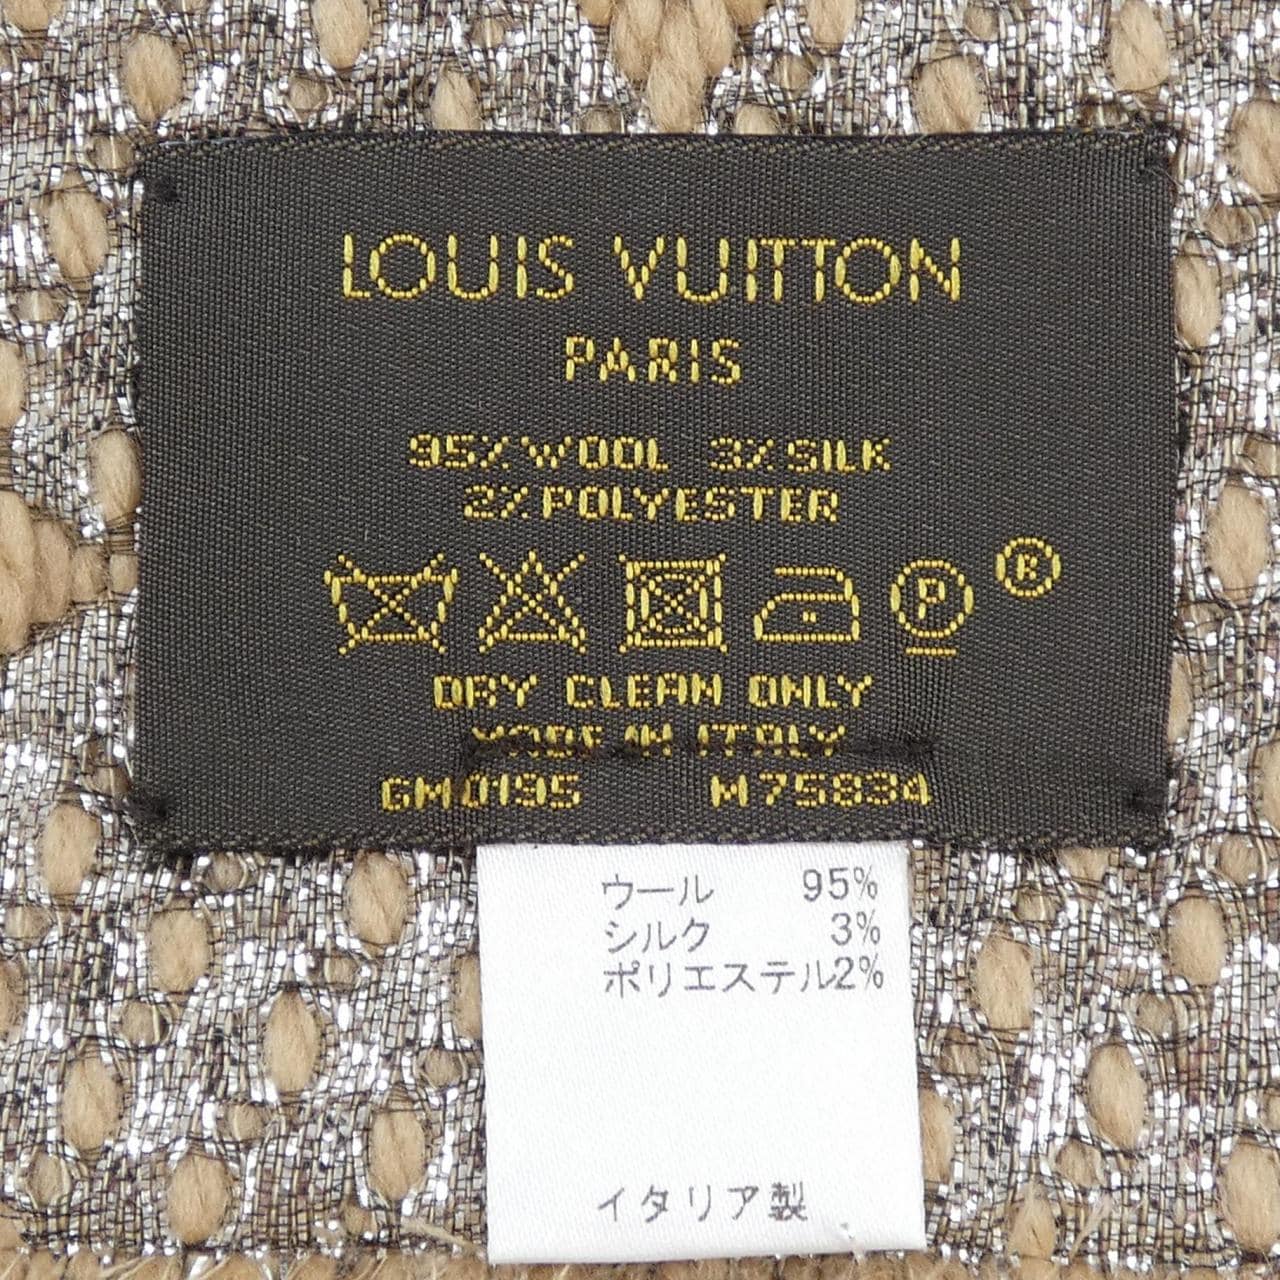 LOUIS VUITTON
PARIS
95% WOOL 3% SILK
2% POLYESTER
P ®
DRY CLEAN ONLY
MADE IN ITALY
GM0195 M75834
ウール 95%
シルク 3%
ポリエステル2%
イタリア製